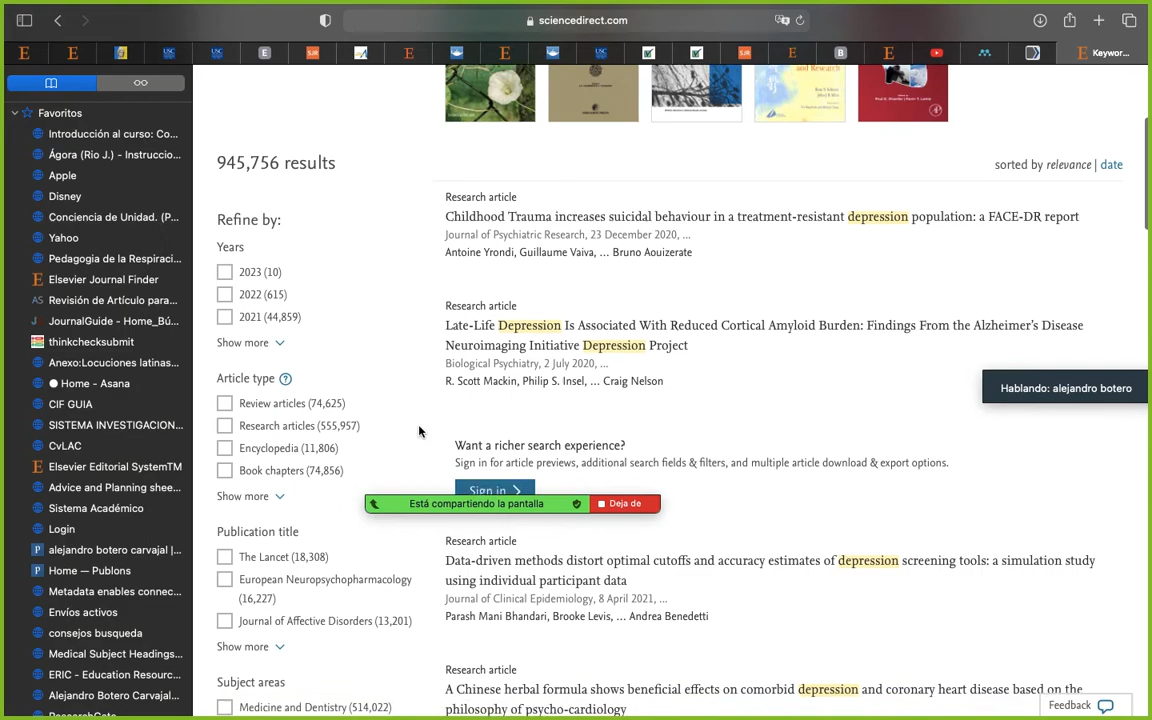 sciencedirect.com
Keywor...
Favoritos
Introducción al curso: Co...
Ágora (Rio J.) - Instruccio...
Apple
Disney
Conciencia de Unidad. (P...
Yahoo
Pedagogia de la Respiraci...
Elsevier Journal Finder
AS Revisión de Artículo para...
JournalGuide - Home_Bú...
thinkchecksubmit
Anexo:Locuciones latinas...
Home - Asana
CIF GUIA
SISTEMA INVESTIGACION...
CvLAC
Elsevier Editorial SystemTM
Advice and Planning shee...
Sistema Académico
Login
alejandro botero carvajal |...
Home — Publons
Metadata enables connec...
Envíos activos
consejos busqueda
Medical Subject Headings...
ERIC - Education Resourc...
Alejandro Botero Carvajal...
ResearchGate
945,756 results
sorted by relevance | date
Refine by:
Years
2023 (10)
2022 (615)
2021 (44,859)
Show more
Article type
Review articles (74,625)
Research articles (555,957)
Encyclopedia (11,806)
Book chapters (74,856)
Show more
Publication title
The Lancet (18,308)
European Neuropsychopharmacology
(16,227)
Journal of Affective Disorders (13,201)
Show more
Subject areas
Medicine and Dentistry (514,022)
Research article
Childhood Trauma increases suicidal behaviour in a treatment-resistant depression population: a FACE-DR report
Journal of Psychiatric Research, 23 December 2020, ...
Antoine Yrondi, Guillaume Vaiva, ... Bruno Aouizerate
Research article
Late-Life Depression Is Associated With Reduced Cortical Amyloid Burden: Findings From the Alzheimer's Disease
Neuroimaging Initiative Depression Project
Biological Psychiatry, 2 July 2020, ...
R. Scott Mackin, Philip S. Insel, ... Craig Nelson
Hablando: alejandro botero
Want a richer search experience?
Sign in for article previews, additional search fields & filters, and multiple article download & export options.
Sign in
Está compartiendo la pantalla
Deja de
Research article
Data-driven methods distort optimal cutoffs and accuracy estimates of depression screening tools: a simulation study
using individual participant data
Journal of Clinical Epidemiology, 8 April 2021, ...
Parash Mani Bhandari, Brooke Levis, ... Andrea Benedetti
Research article
A Chinese herbal formula shows beneficial effects on comorbid depression and coronary heart disease based on the
philosophy of psycho-cardiology
Feedback